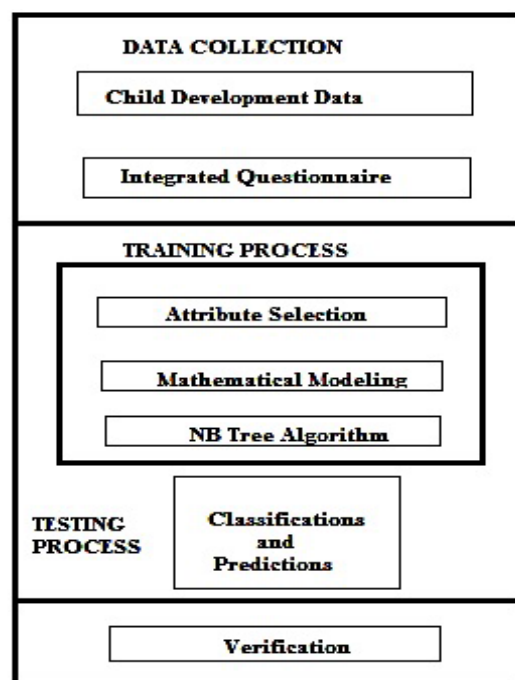 DATA COLLECTION
Child Development Data
Integrated Questionnaire
TRAINING PROCESS
Attribute Selection
Mathematical Modeling
NB Tree Algorithm
TESTING
PROCESS
Classifications
and
Predictions
Verification